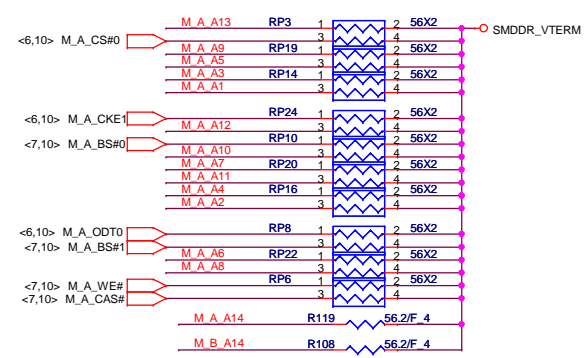 M_A_A13 RP3 1 2 56X2 SMDDR_VTERM
<6,10> M_A_CS#0 3 4
M_A_A9 RP19 1 2 56X2
M_A_A5 3 4
M_A_A3 RP14 1 2 56X2
M_A_A1 3 4
<6,10> M_A_CKE1 RP24 1 2 56X2
M_A_A12 3 4
<7,10> M_A_BS#0 RP10 1 2 56X2
M_A_A10 3 4
M_A_A7 RP20 1 2 56X2
M_A_A11 3 4
M_A_A4 RP16 1 2 56X2
M_A_A2 3 4
<6,10> M_A_ODT0 RP8 1 2 56X2
<7,10> M_A_BS#1 3 4
M_A_A6 RP22 1 2 56X2
M_A_A8 3 4
<7,10> M_A_WE# RP6 1 2 56X2
<7,10> M_A_CAS# 3 4
M_A_A14 R119 56.2/F_4
M_B_A14 R108 56.2/F_4